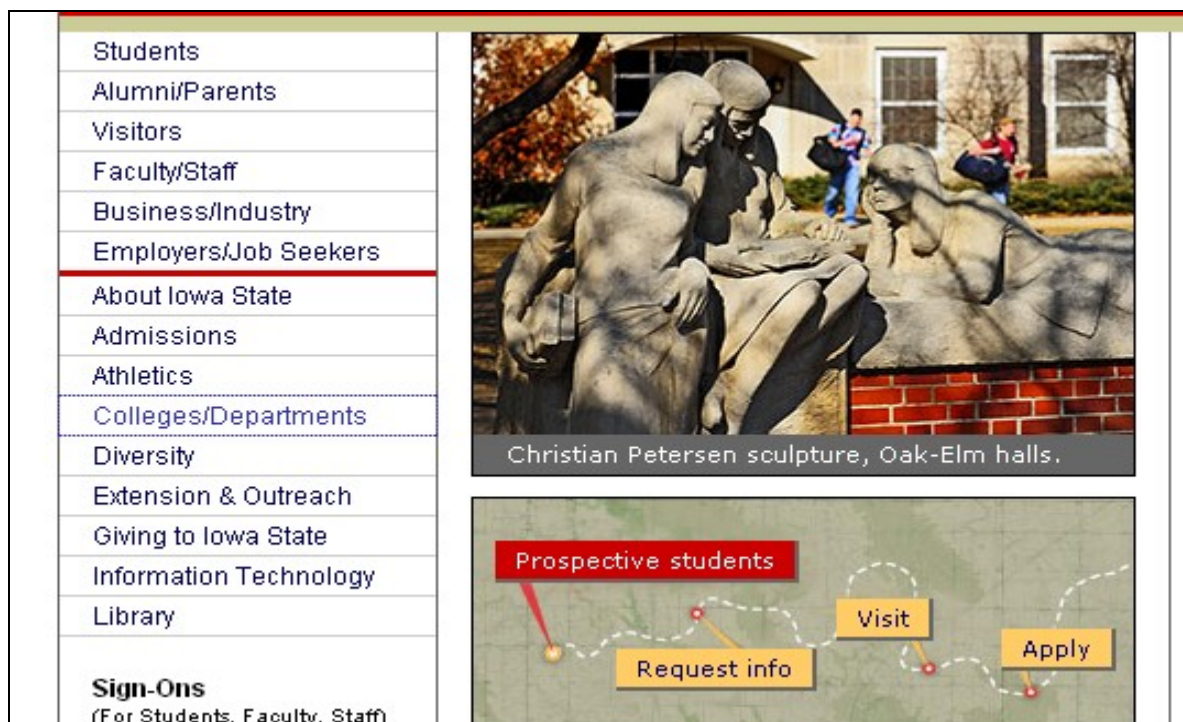 Students
Alumni/Parents
Visitors
Faculty/Staff
Business/Industry
Employers/Job Seekers
About Iowa State
Admissions
Athletics
Colleges/Departments
Diversity
Extension & Outreach
Giving to Iowa State
Information Technology
Library
Sign-Ons
(For Students, Faculty, Staff)
Christian Petersen sculpture, Oak-Elm halls.
Prospective students
Request info
Visit
Apply